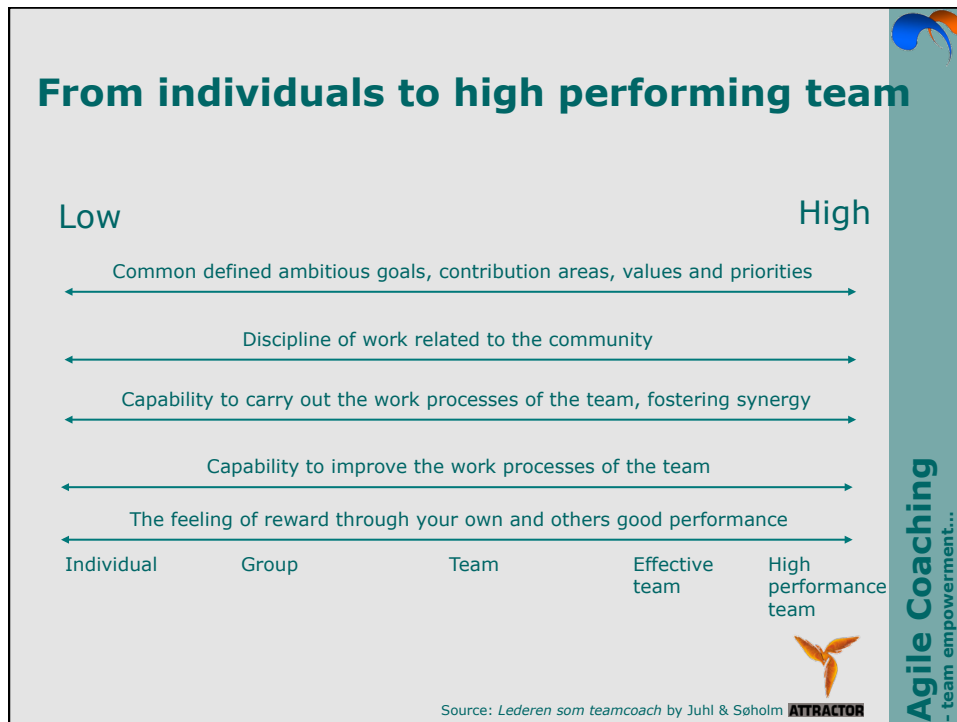 From individuals to high performing team
Low
High
Common defined ambitious goals, contribution areas, values and priorities
Discipline of work related to the community
Capability to carry out the work processes of the team, fostering synergy
Capability to improve the work processes of the team
The feeling of reward through your own and others good performance
Individual
Group
Team
Effective
team
High
performance
team
Source: Lederen som teamcoach by Juhl & Søholm
ATTRACTOR
Agile Coaching
- team empowerment...